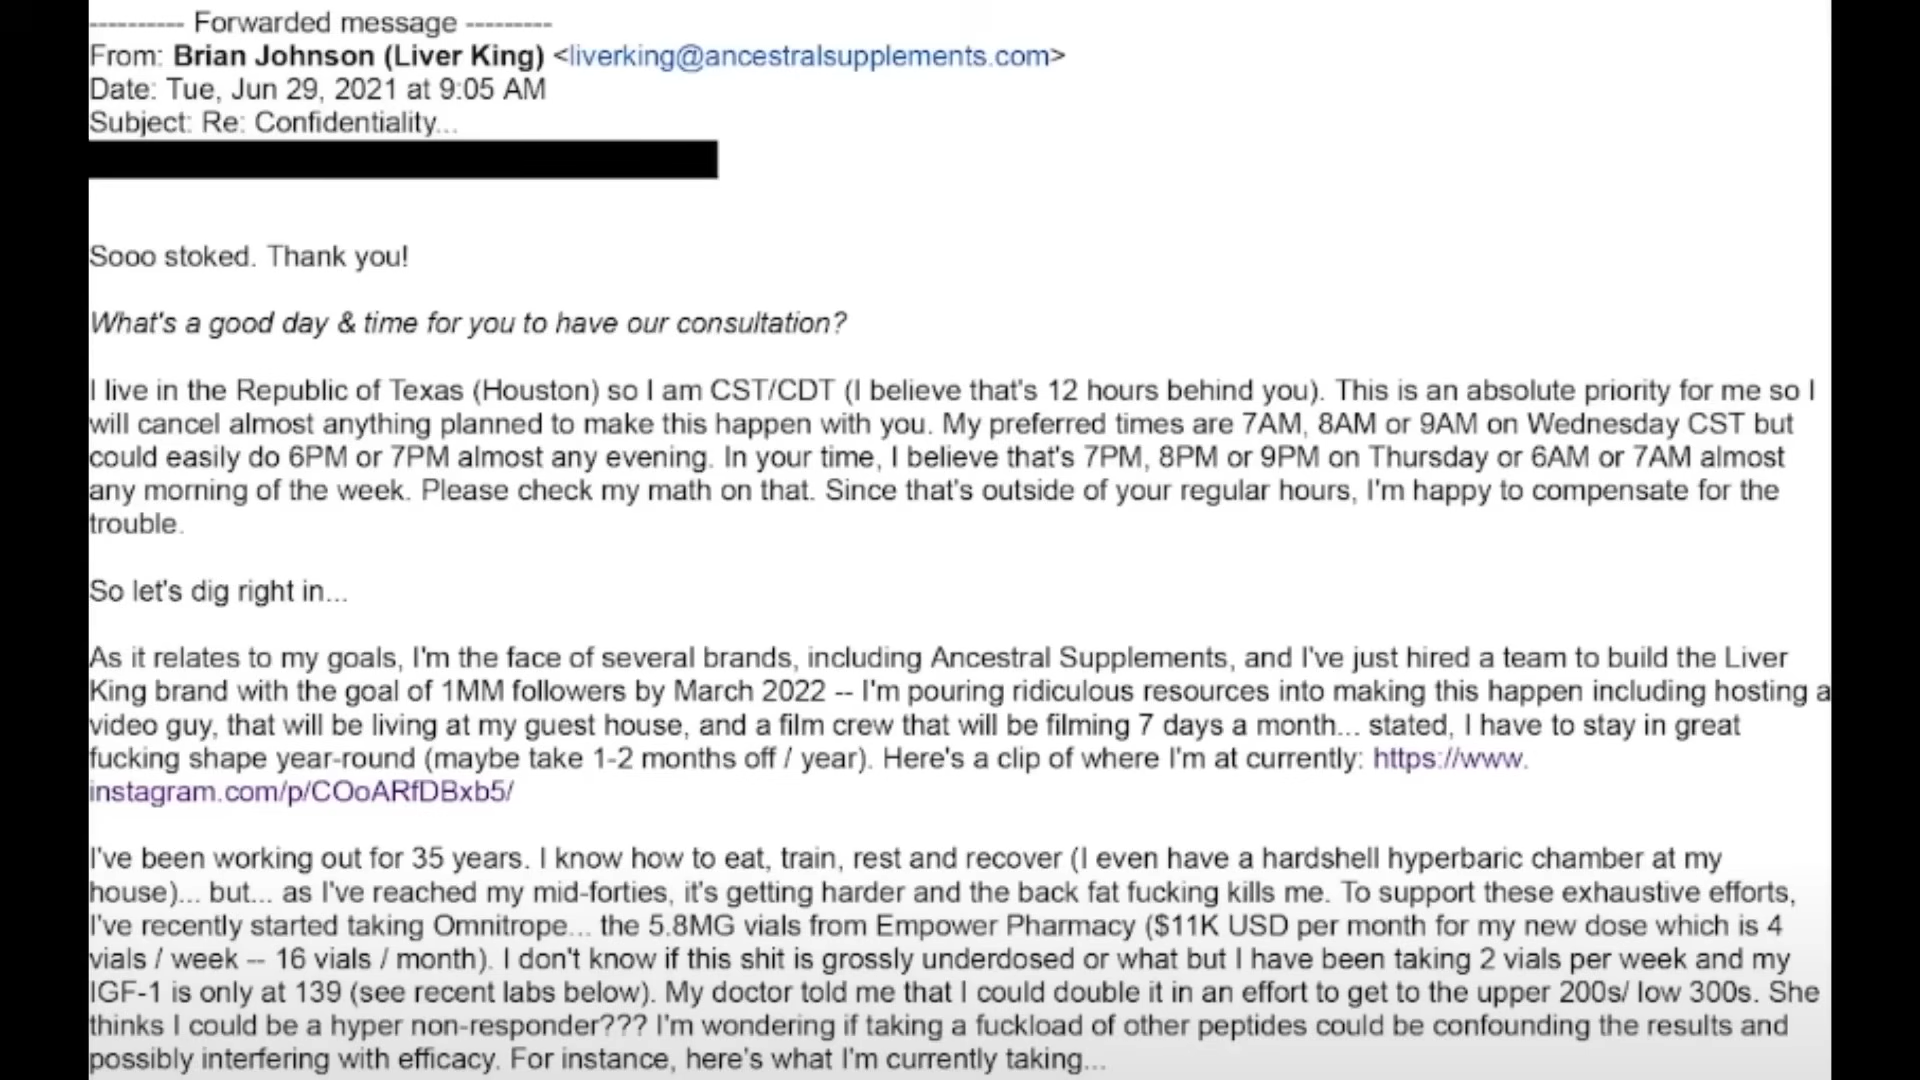 ---------- Forwarded message ---------
From: Brian Johnson (Liver King) <liverking@ancestralsupplements.com>
Date: Tue, Jun 29, 2021 at 9:05 AM
Subject: Re: Confidentiality...
Sooo stoked. Thank you!
What's a good day & time for you to have our consultation?
I live in the Republic of Texas (Houston) so I am CST/CDT (I believe that's 12 hours behind you). This is an absolute priority for me so I
will cancel almost anything planned to make this happen with you. My preferred times are 7AM, 8AM or 9AM on Wednesday CST but
could easily do 6PM or 7PM almost any evening. In your time, I believe that's 7PM, 8PM or 9PM on Thursday or 6AM or 7AM almost
any morning of the week. Please check my math on that. Since that's outside of your regular hours, I'm happy to compensate for the
trouble.
So let's dig right in...
As it relates to my goals, I'm the face of several brands, including Ancestral Supplements, and I've just hired a team to build the Liver
King brand with the goal of 1MM followers by March 2022 -- I'm pouring ridiculous resources into making this happen including hosting a
video guy, that will be living at my guest house, and a film crew that will be filming 7 days a month... stated, I have to stay in great
fucking shape year-round (maybe take 1-2 months off / year). Here's a clip of where I'm at currently: https://www.
instagram.com/p/COoARfDBxb5/
I've been working out for 35 years. I know how to eat, train, rest and recover (I even have a hardshell hyperbaric chamber at my
house)... but... as I've reached my mid-forties, it's getting harder and the back fat fucking kills me. To support these exhaustive efforts,
I've recently started taking Omnitrope... the 5.8MG vials from Empower Pharmacy ($11K USD per month for my new dose which is 4
vials / week -- 16 vials / month). I don't know if this shit is grossly underdosed or what but I have been taking 2 vials per week and my
IGF-1 is only at 139 (see recent labs below). My doctor told me that I could double it in an effort to get to the upper 200s/ low 300s. She
thinks I could be a hyper non-responder??? I'm wondering if taking a fuckload of other peptides could be confounding the results and
possibly interfering with efficacy. For instance, here's what I'm currently taking...